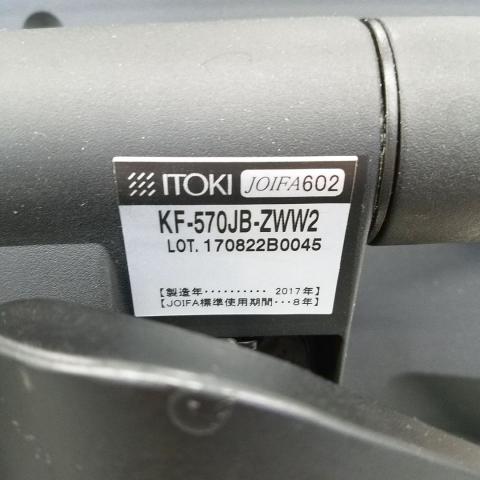 ITOKI JOIFA602
KF-570JB-ZWW2
LOT. 170822B0045
【製造年‥‥‥‥‥ 2017年】
【JOIFA標準使用期間…8年】